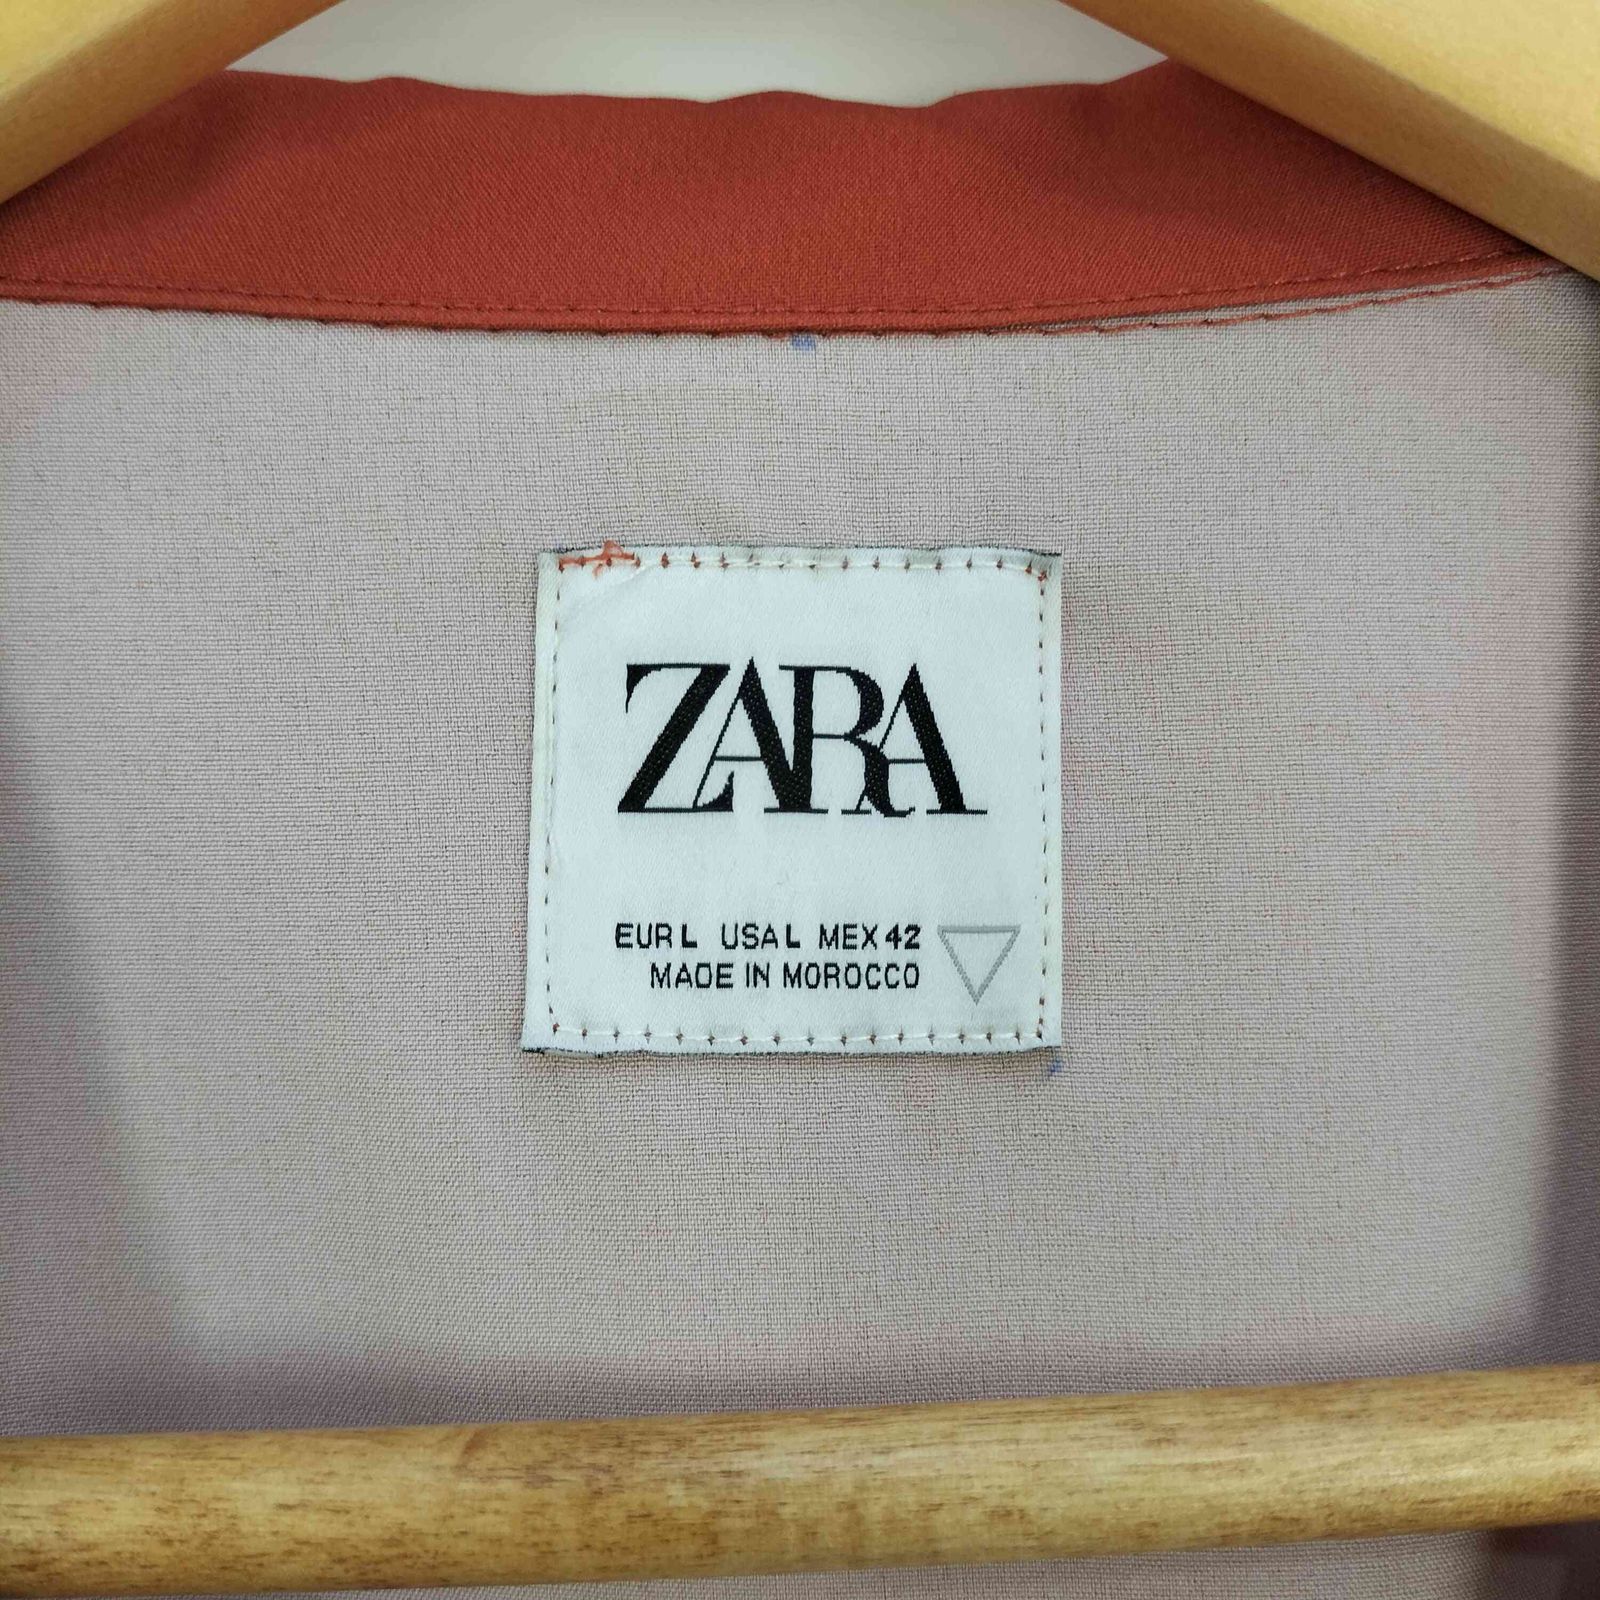 ZARA
EUR L USA L MEX 42
MADE IN MOROCCO